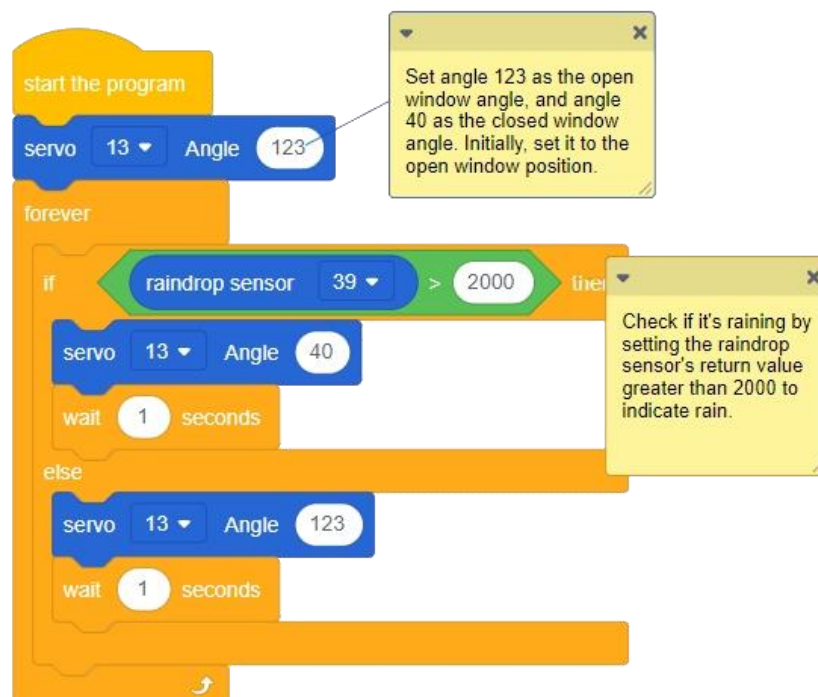 start the program
servo 13 Angle 123
Set angle 123 as the open
window angle, and angle
40 as the closed window
angle. Initially, set it to the
open window position.
forever
if raindrop sensor 39 > 2000
Check if it's raining by
setting the raindrop
sensor's return value
greater than 2000 to
indicate rain.
servo 13 Angle 40
wait 1 seconds
else
servo 13 Angle 123
wait 1 seconds